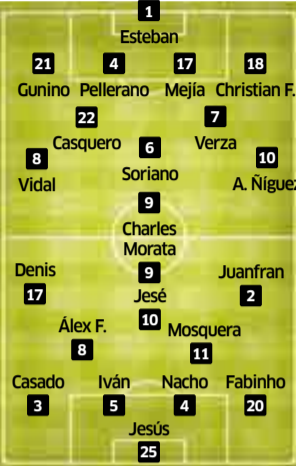 1
Esteban
21 4 17 18
Gunino Pellerano Mejía Christian F.
22 7
Casquero Verza
8 6 10
Vidal Soriano A. Ñíguez
9
Charles
Morata
Denis 9 Juanfran
17 Jesé 2
Álex F. 10 Mosquera
8 11
Casado Iván Nacho Fabinho
3 5 4 20
Jesús
25